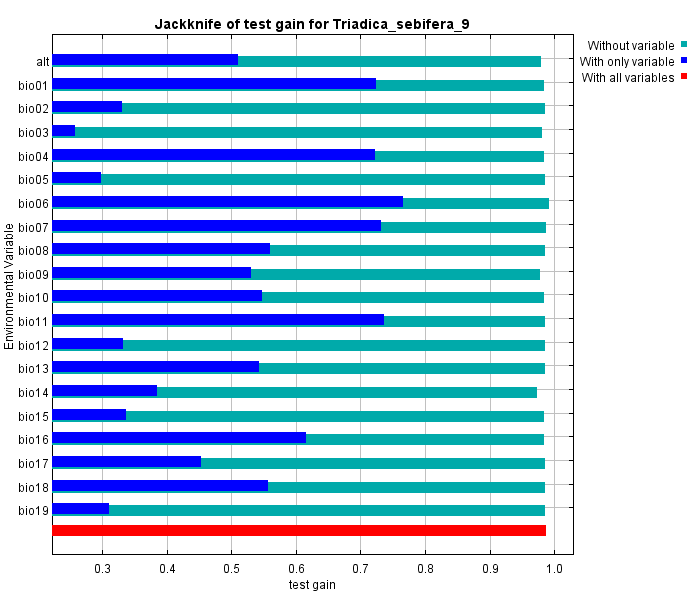 Jackknife of test gain for Triadica_sebifera_9
Without variable
With only variable
With all variables
Environmental Variable
alt
bio01
bio02
bio03
bio04
bio05
bio06
bio07
bio08
bio09
bio10
bio11
bio12
bio13
bio14
bio15
bio16
bio17
bio18
bio19
0.3 0.4 0.5 0.6 0.7 0.8 0.9 1.0
test gain